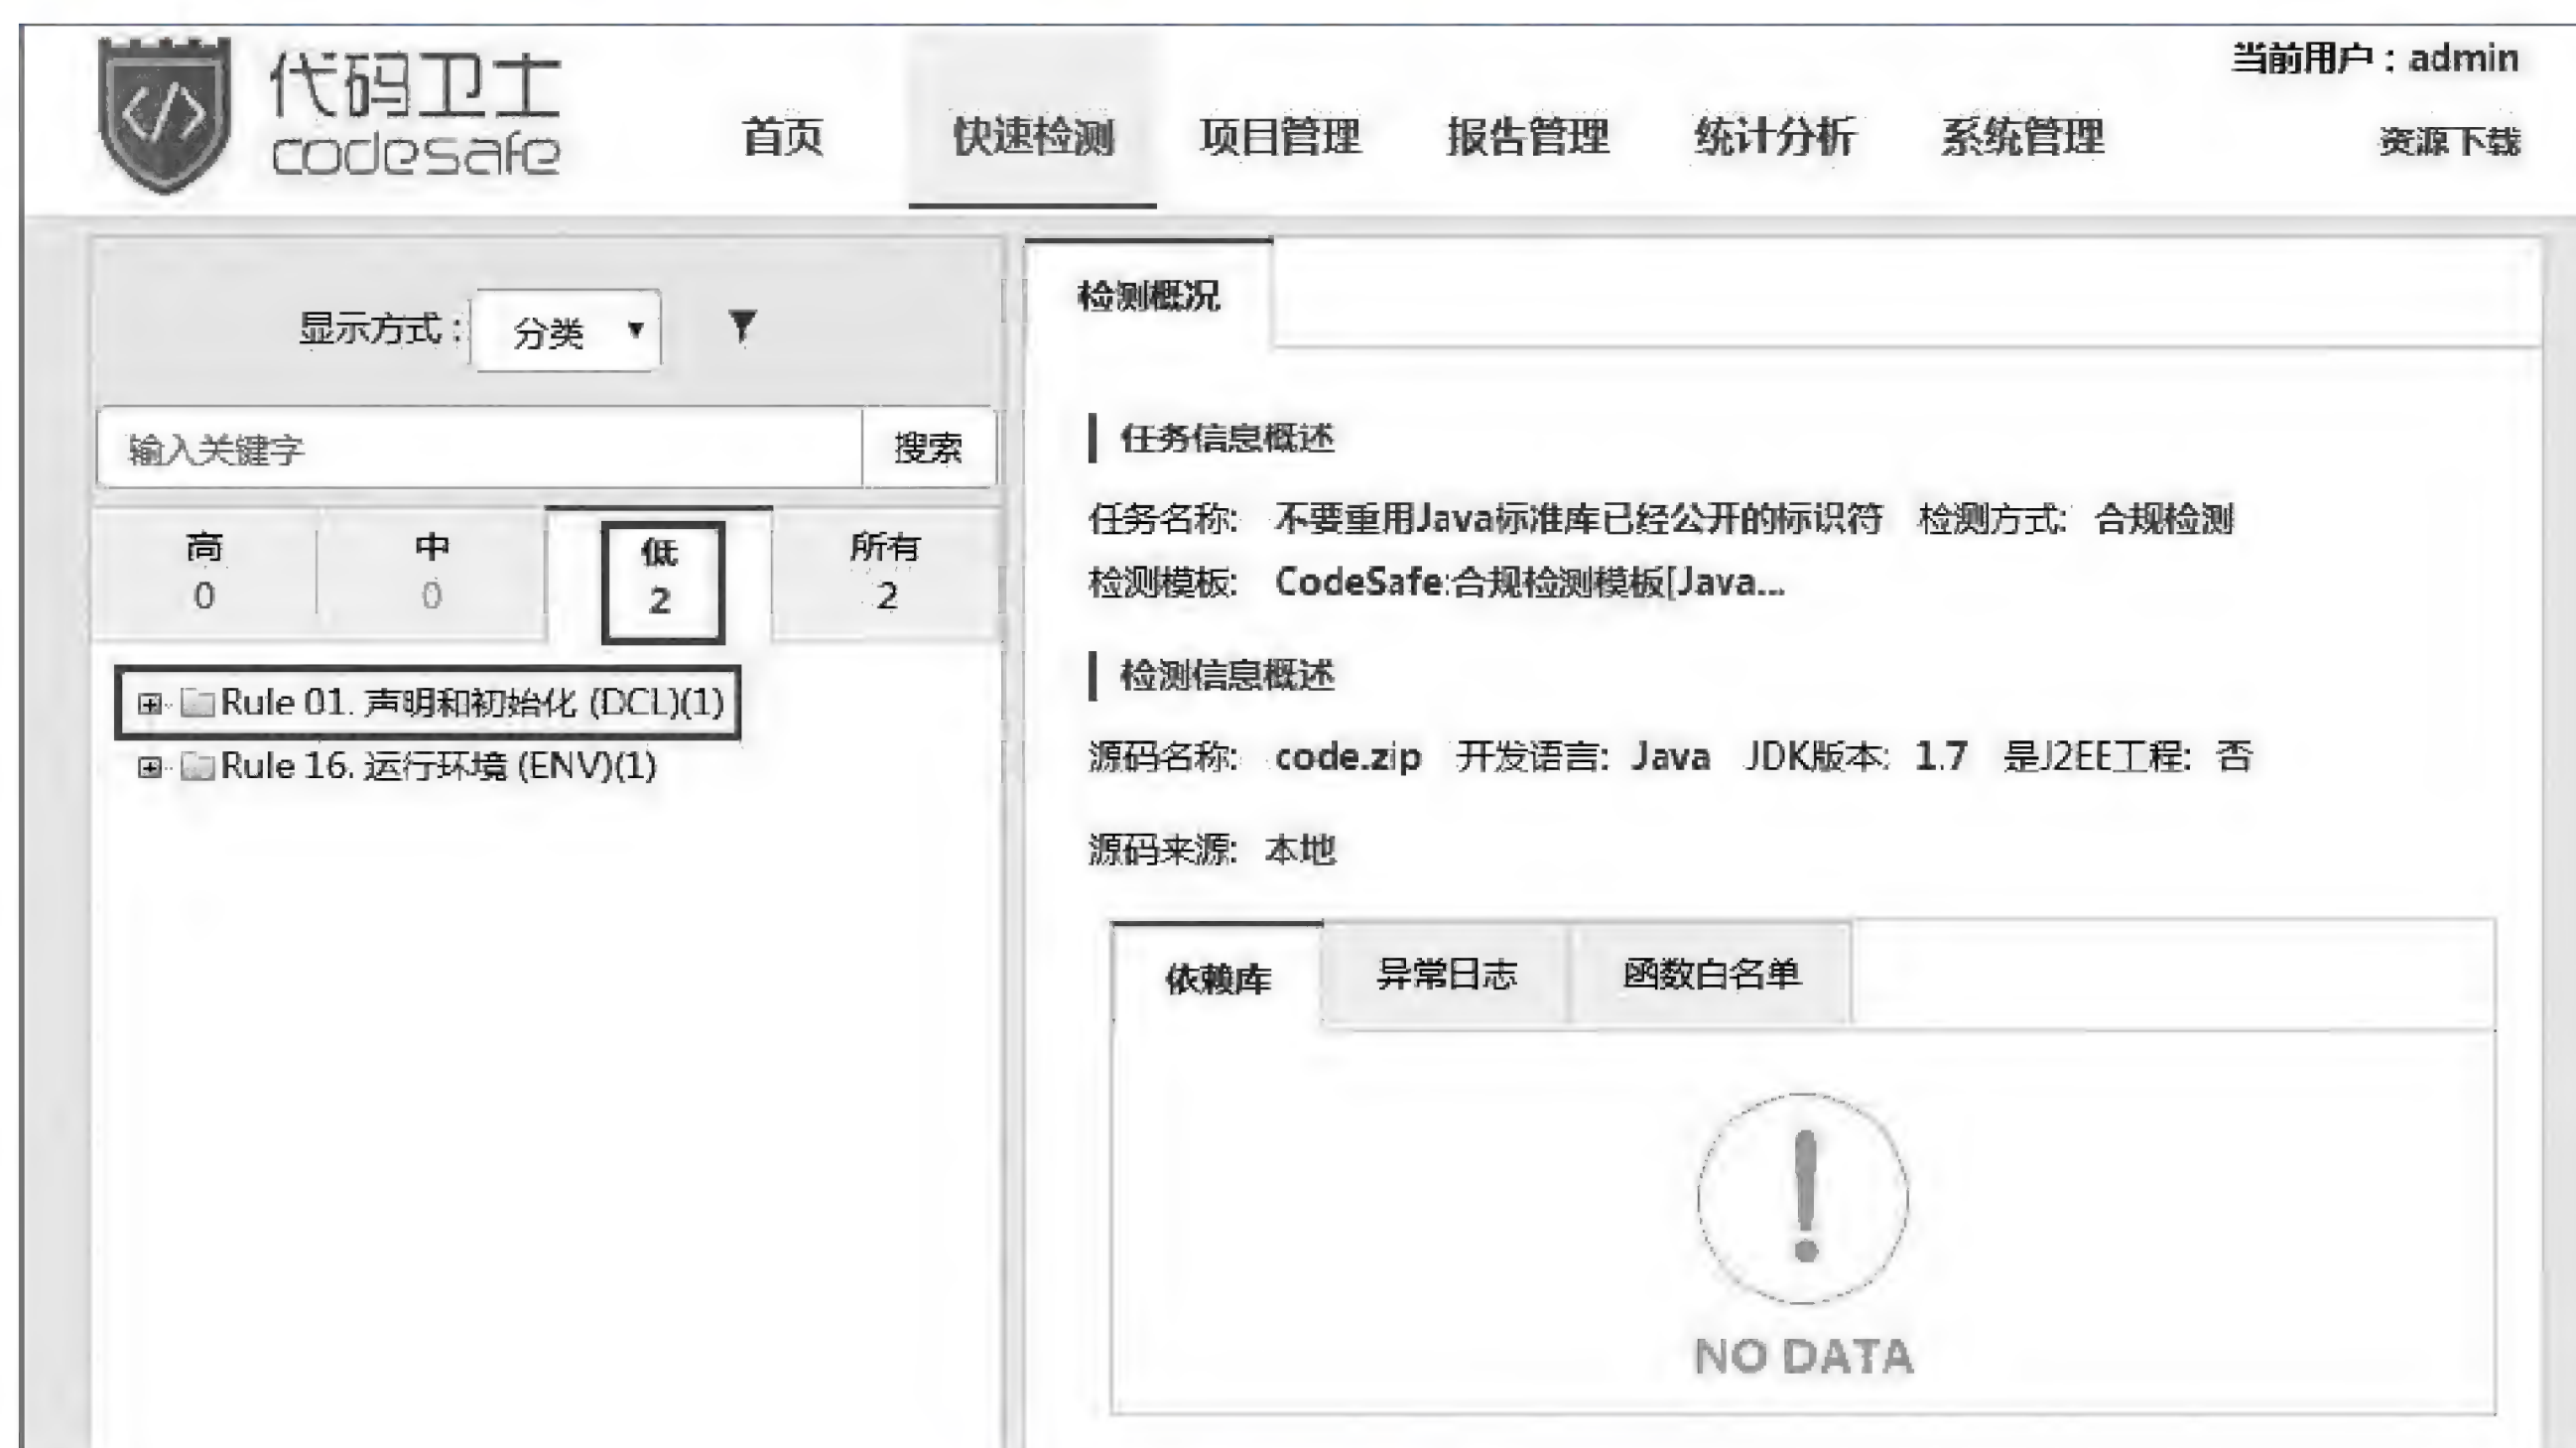 代码卫士
codesafe
当前用户：admin
首页 快速检测 项目管理 报告管理 统计分析 系统管理 资源下载
显示方式： 分类
输入关键字 搜索
高 中 低 所有
0 0 2 2
Rule 01. 声明和初始化 (DCL)(1)
Rule 16. 运行环境 (ENV)(1)
检测概况
任务信息概述
任务名称: 不要重用Java标准库已经公开的标识符 检测方式: 合规检测
检测模板: CodeSafe:合规检测模板[Java...
检测信息概述
源码名称: code.zip 开发语言: Java JDK版本: 1.7 是J2EE工程: 否
源码来源: 本地
依赖库 异常日志 函数白名单
NO DATA